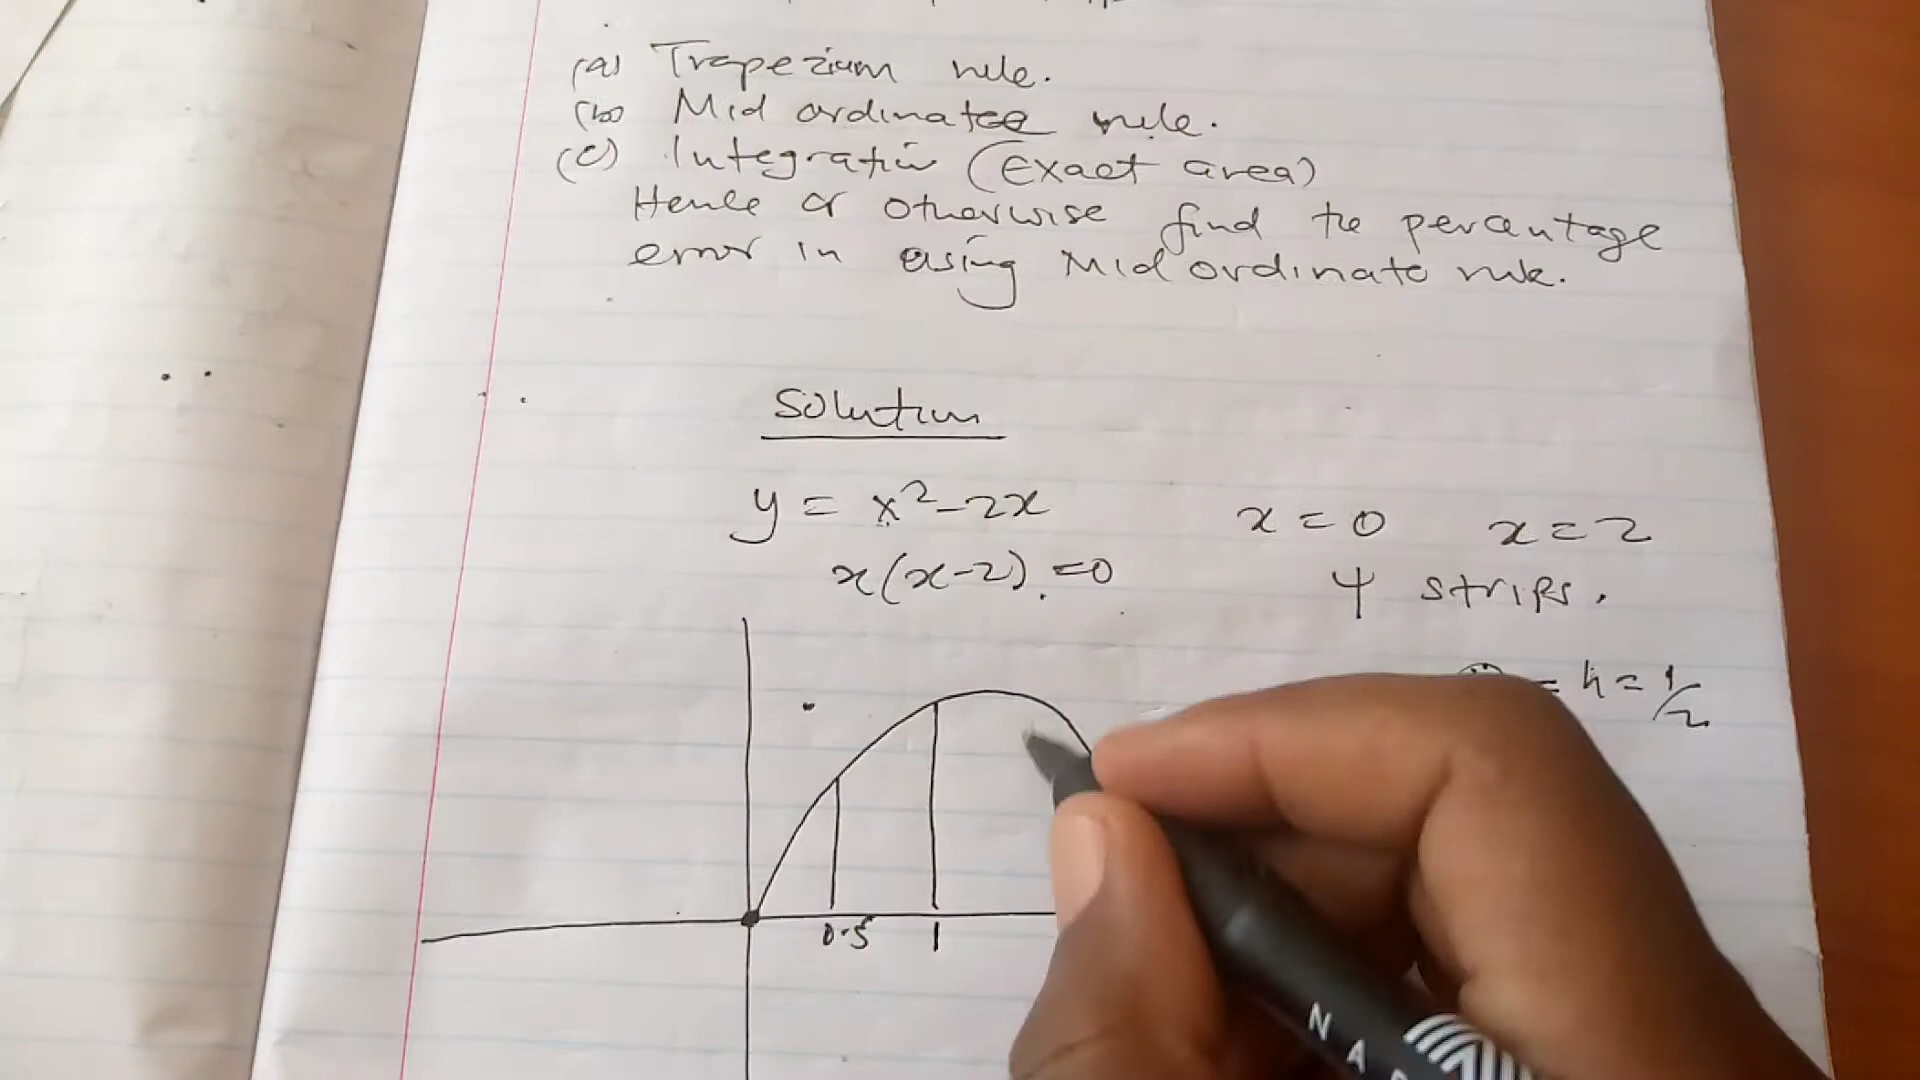 (a) Trapezium rule.
(b) Mid ordinate rule.
(c) Integration (Exact area)
Hence or otherwise find the percentage
error in using Mid ordinate rule.
Solution
y = x²-2x x = 0 x = 2
x(x-2) = 0 4 strips.
= h = 1/2
0.5 1
N A